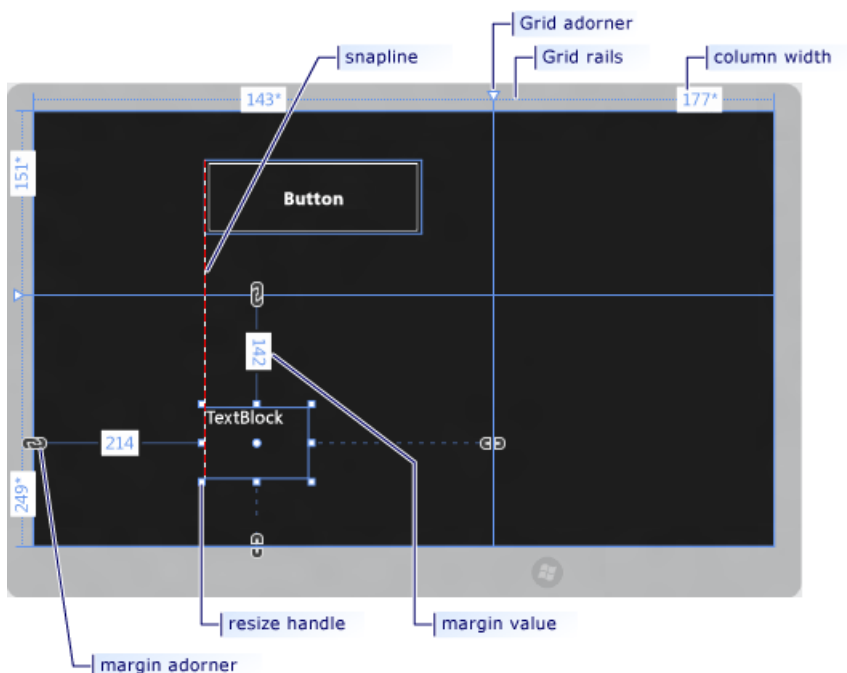 Grid adorner
snapline
Grid rails
column width
143*
177*
151*
Button
142
TextBlock
214
249*
resize handle
margin value
margin adorner